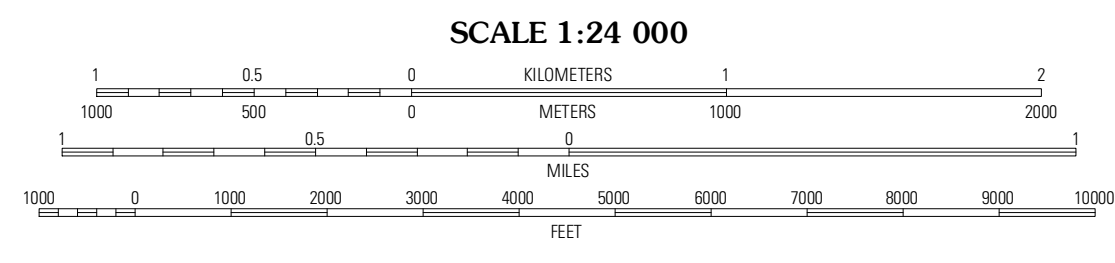 SCALE 1:24 000
1 0.5 0 KILOMETERS 1 2
1000 500 0 METERS 1000 2000
1 0.5 0 1
MILES
1000 0 1000 2000 3000 4000 5000 6000 7000 8000 9000 10000
FEET